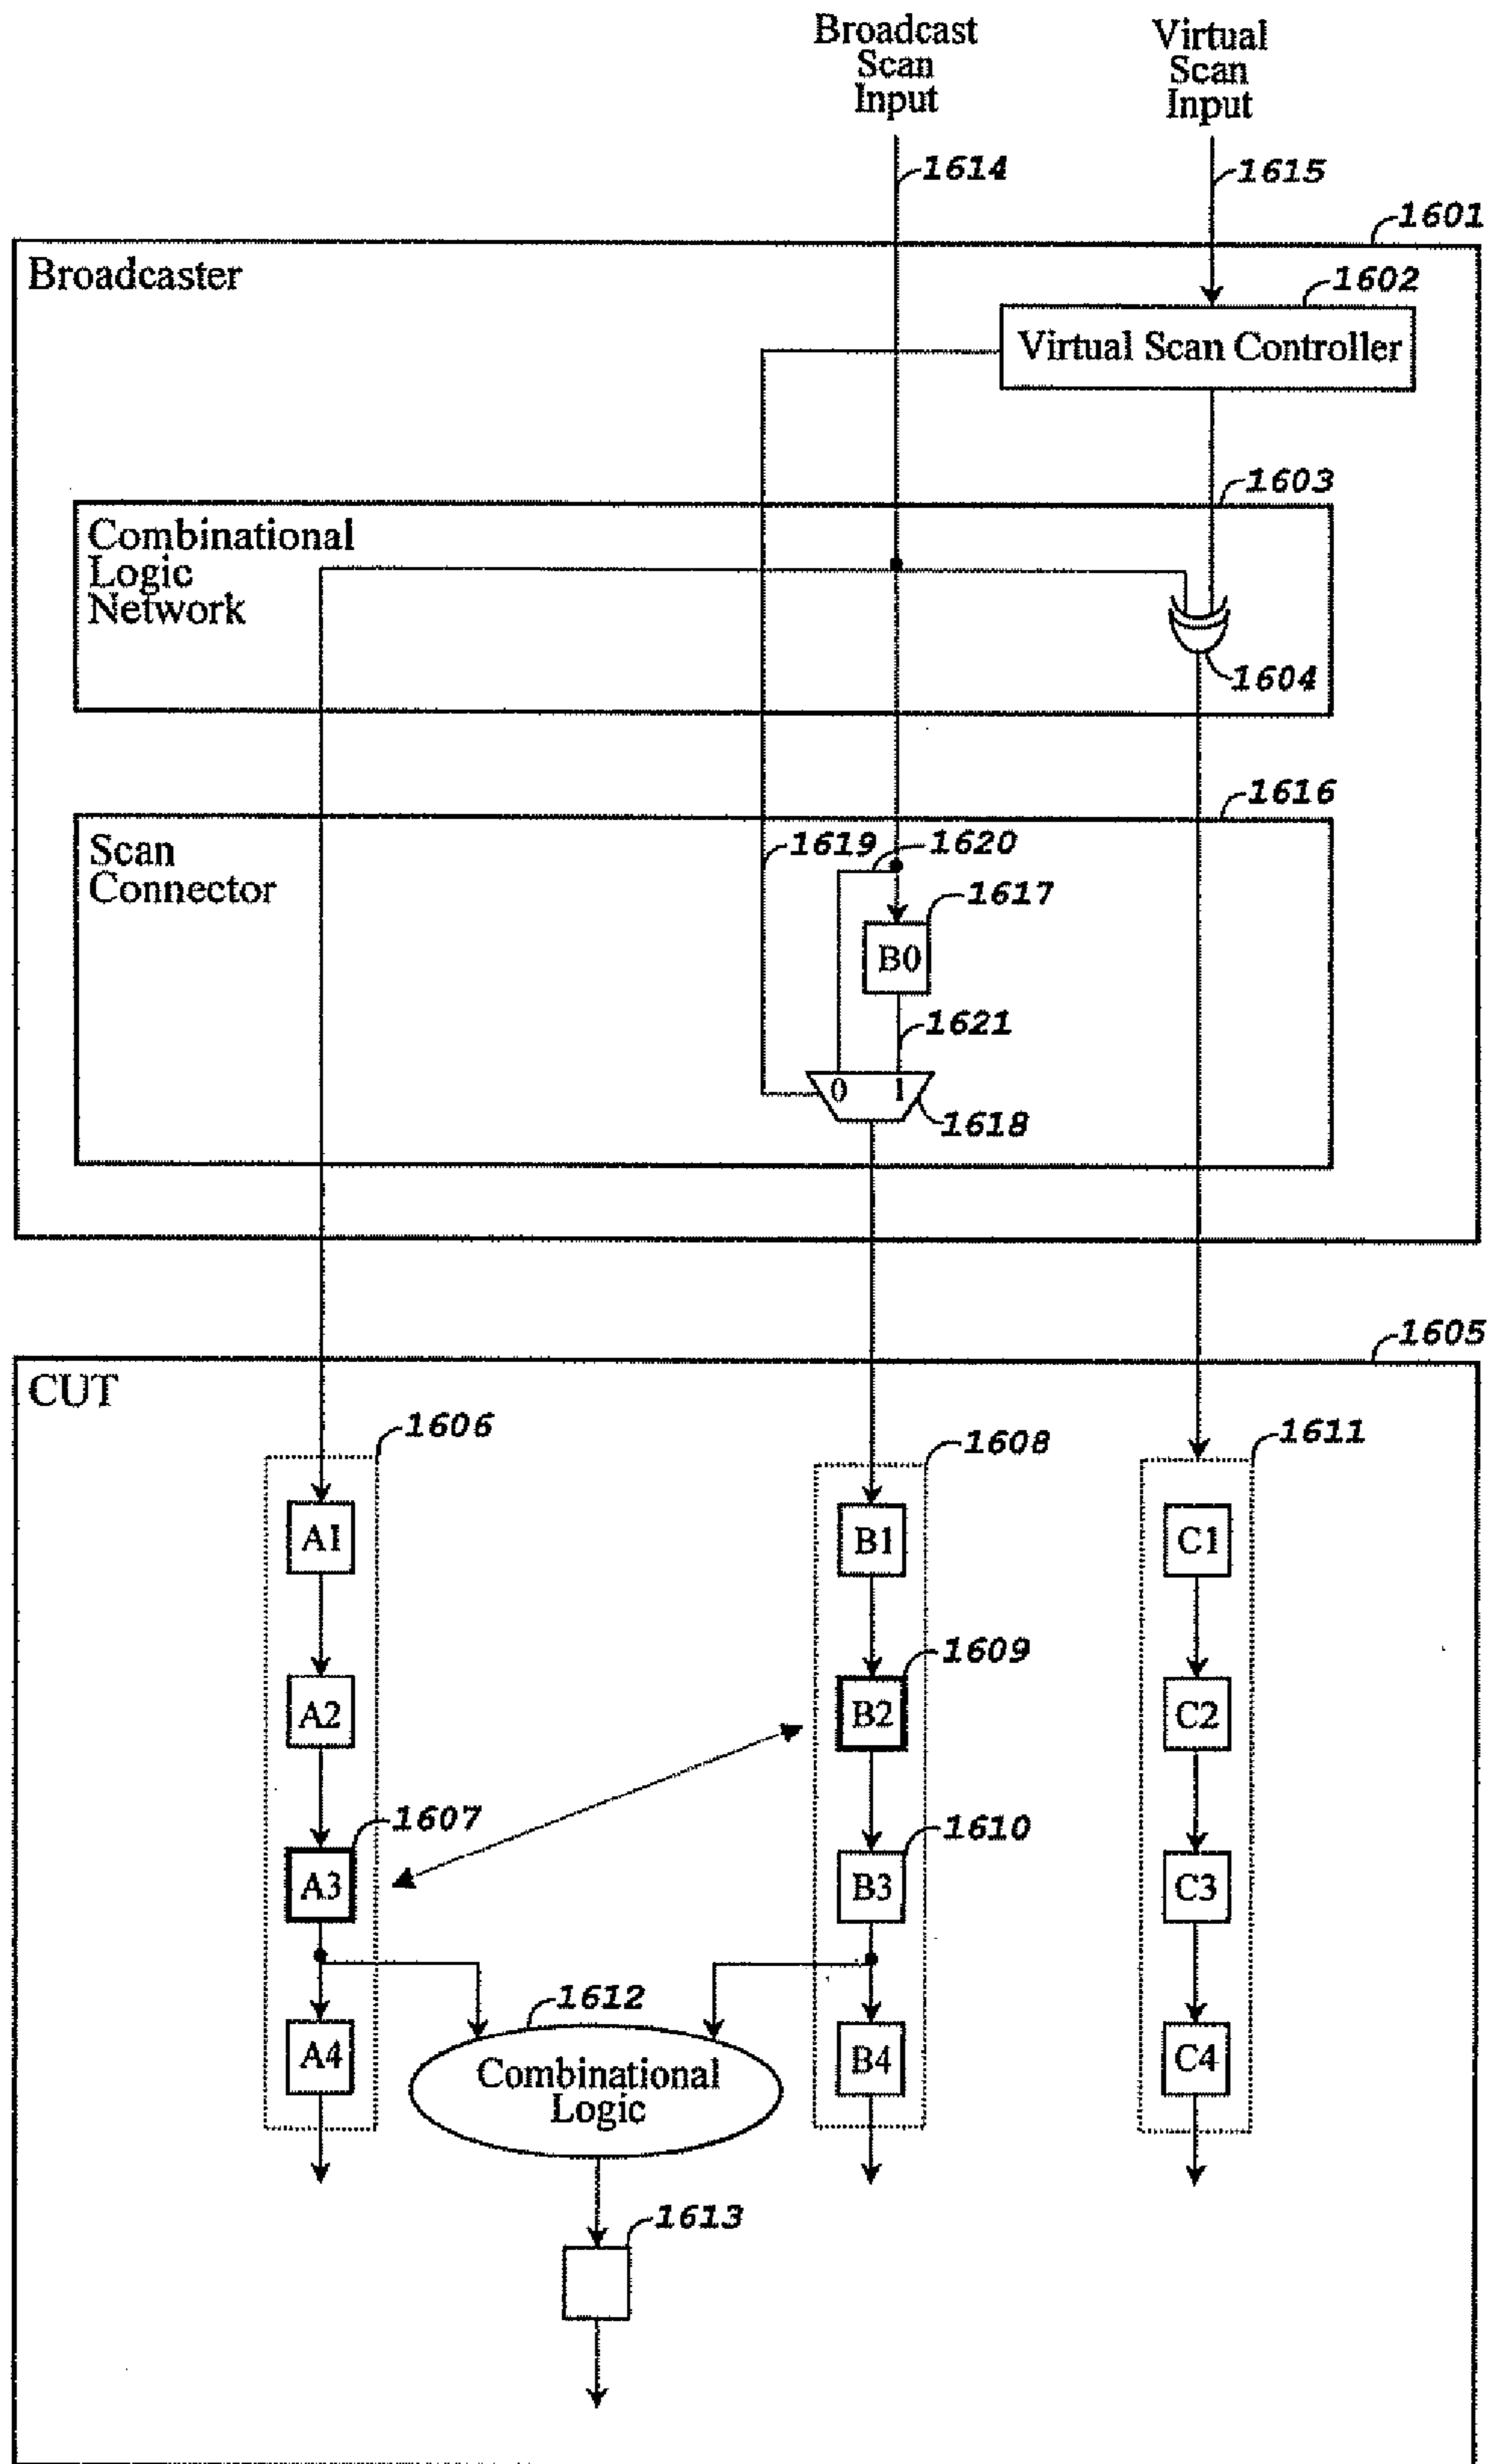 Broadcast
Scan
Input
Virtual
Scan
Input
1614
1615
1601
Broadcaster
1602
Virtual Scan Controller
1603
Combinational
Logic
Network
1604
1616
Scan
Connector
1619
1620
1617
B0
1621
0
1
1618
1605
CUT
1606
1608
1611
A1
B1
C1
1609
A2
B2
C2
1607
1610
A3
B3
C3
1612
A4
Combinational
Logic
B4
C4
1613